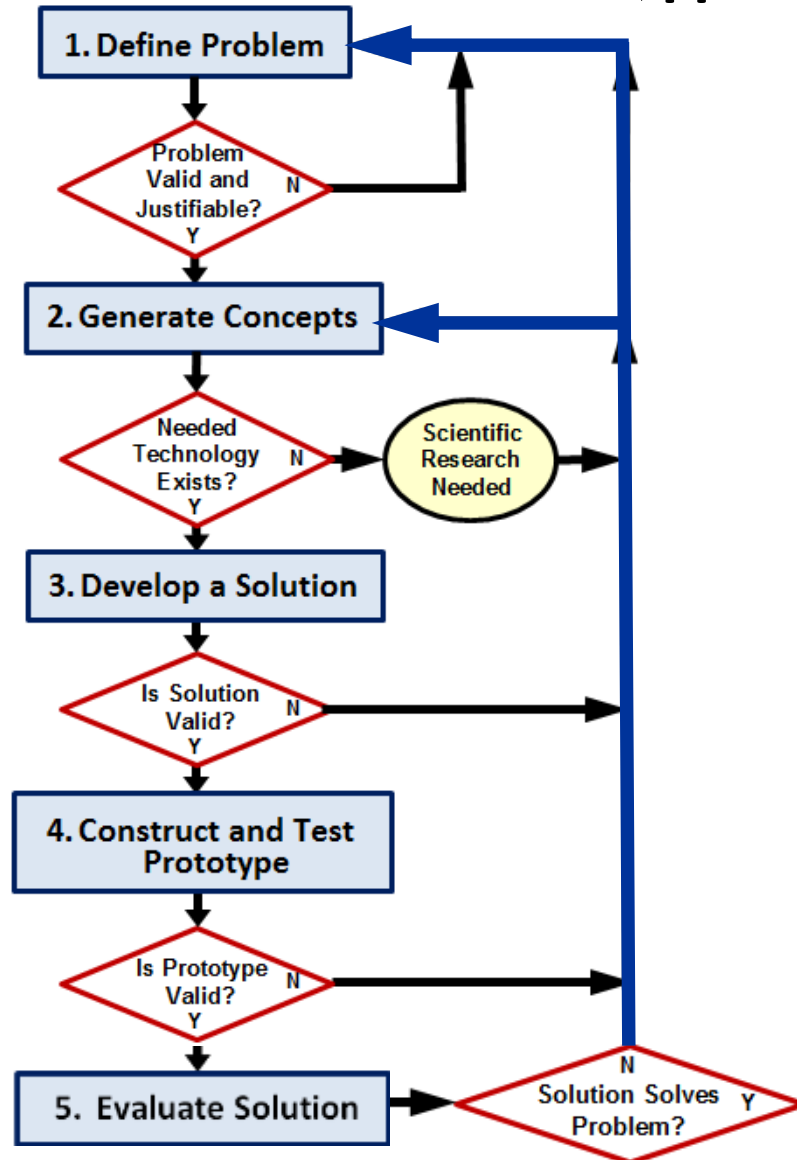 1. Define Problem
Problem
Valid and
Justifiable?
N
Y
2. Generate Concepts
Needed
Technology
Exists?
N
Y
Scientific
Research
Needed
3. Develop a Solution
Is Solution
Valid?
N
Y
4. Construct and Test
Prototype
Is Prototype
Valid?
N
Y
5. Evaluate Solution
N
Solution Solves
Problem?
Y